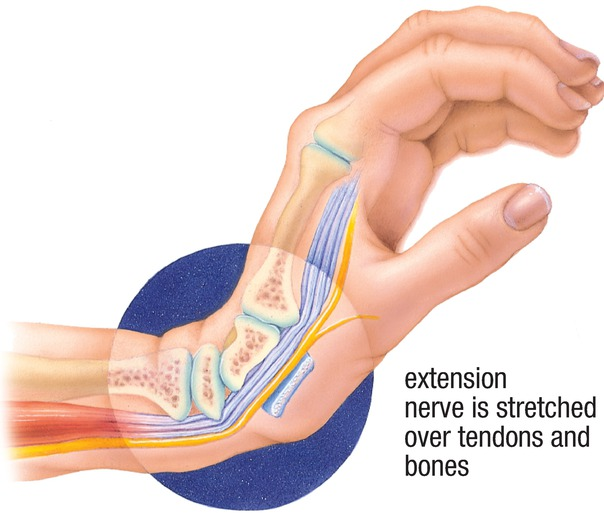 extension
nerve is stretched
over tendons and
bones